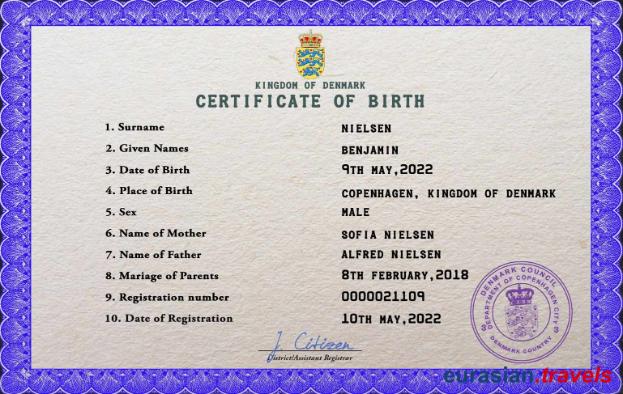 KINGDOM OF DENMARK
CERTIFICATE OF BIRTH
1. Surname NIELSEN
2. Given Names BENJAMIN
3. Date of Birth 9TH MAY,2022
4. Place of Birth COPENHAGEN, KINGDOM OF DENMARK
5. Sex MALE
6. Name of Mother SOFIA NIELSEN
7. Name of Father ALFRED NIELSEN
8. Mariage of Parents 8TH FEBRUARY,2018
9. Registration number 0000021109
10. Date of Registration 10TH MAY,2022
J. Citizen
District/Assistant Registrar
DENMARK COUNCIL
DEPARTMENT OF COPENHAGEN CITY
DENMARK COUNTRY
eurasian.travels